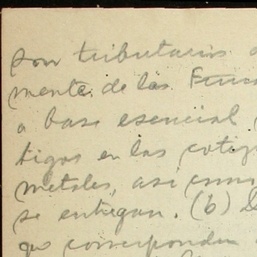 son tributarios
mente de las
a base esencial
tigos en las cotiz
metales, así como
se entregan. (b)
que corresponden